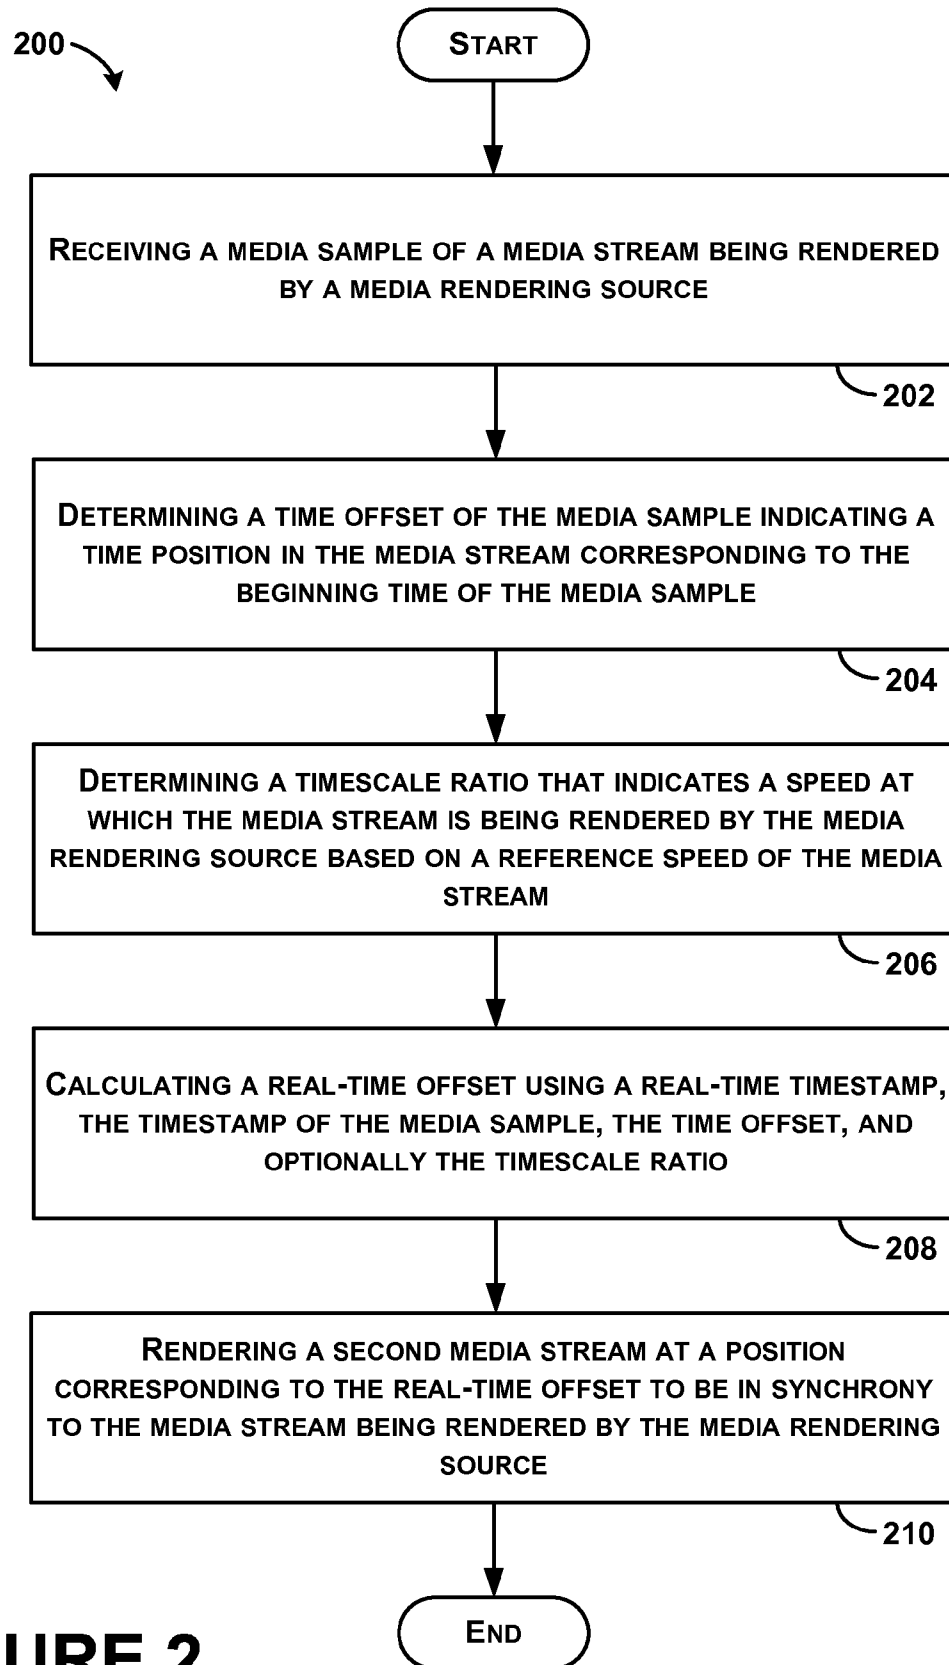 200
START
RECEIVING A MEDIA SAMPLE OF A MEDIA STREAM BEING RENDERED
BY A MEDIA RENDERING SOURCE
202
DETERMINING A TIME OFFSET OF THE MEDIA SAMPLE INDICATING A
TIME POSITION IN THE MEDIA STREAM CORRESPONDING TO THE
BEGINNING TIME OF THE MEDIA SAMPLE
204
DETERMINING A TIMESCALE RATIO THAT INDICATES A SPEED AT
WHICH THE MEDIA STREAM IS BEING RENDERED BY THE MEDIA
RENDERING SOURCE BASED ON A REFERENCE SPEED OF THE MEDIA
STREAM
206
CALCULATING A REAL-TIME OFFSET USING A REAL-TIME TIMESTAMP,
THE TIMESTAMP OF THE MEDIA SAMPLE, THE TIME OFFSET, AND
OPTIONALLY THE TIMESCALE RATIO
208
RENDERING A SECOND MEDIA STREAM AT A POSITION
CORRESPONDING TO THE REAL-TIME OFFSET TO BE IN SYNCHRONY
TO THE MEDIA STREAM BEING RENDERED BY THE MEDIA RENDERING
SOURCE
210
END
URE 2